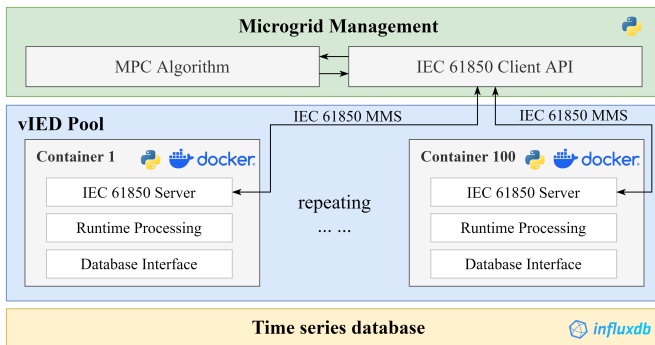 Microgrid Management
MPC Algorithm
IEC 61850 Client API
IEC 61850 MMS
IEC 61850 MMS
vIED Pool
Container 1
docker
IEC 61850 Server
Runtime Processing
Database Interface
repeating
... ...
Container 100
docker
IEC 61850 Server
Runtime Processing
Database Interface
Time series database
influxdb